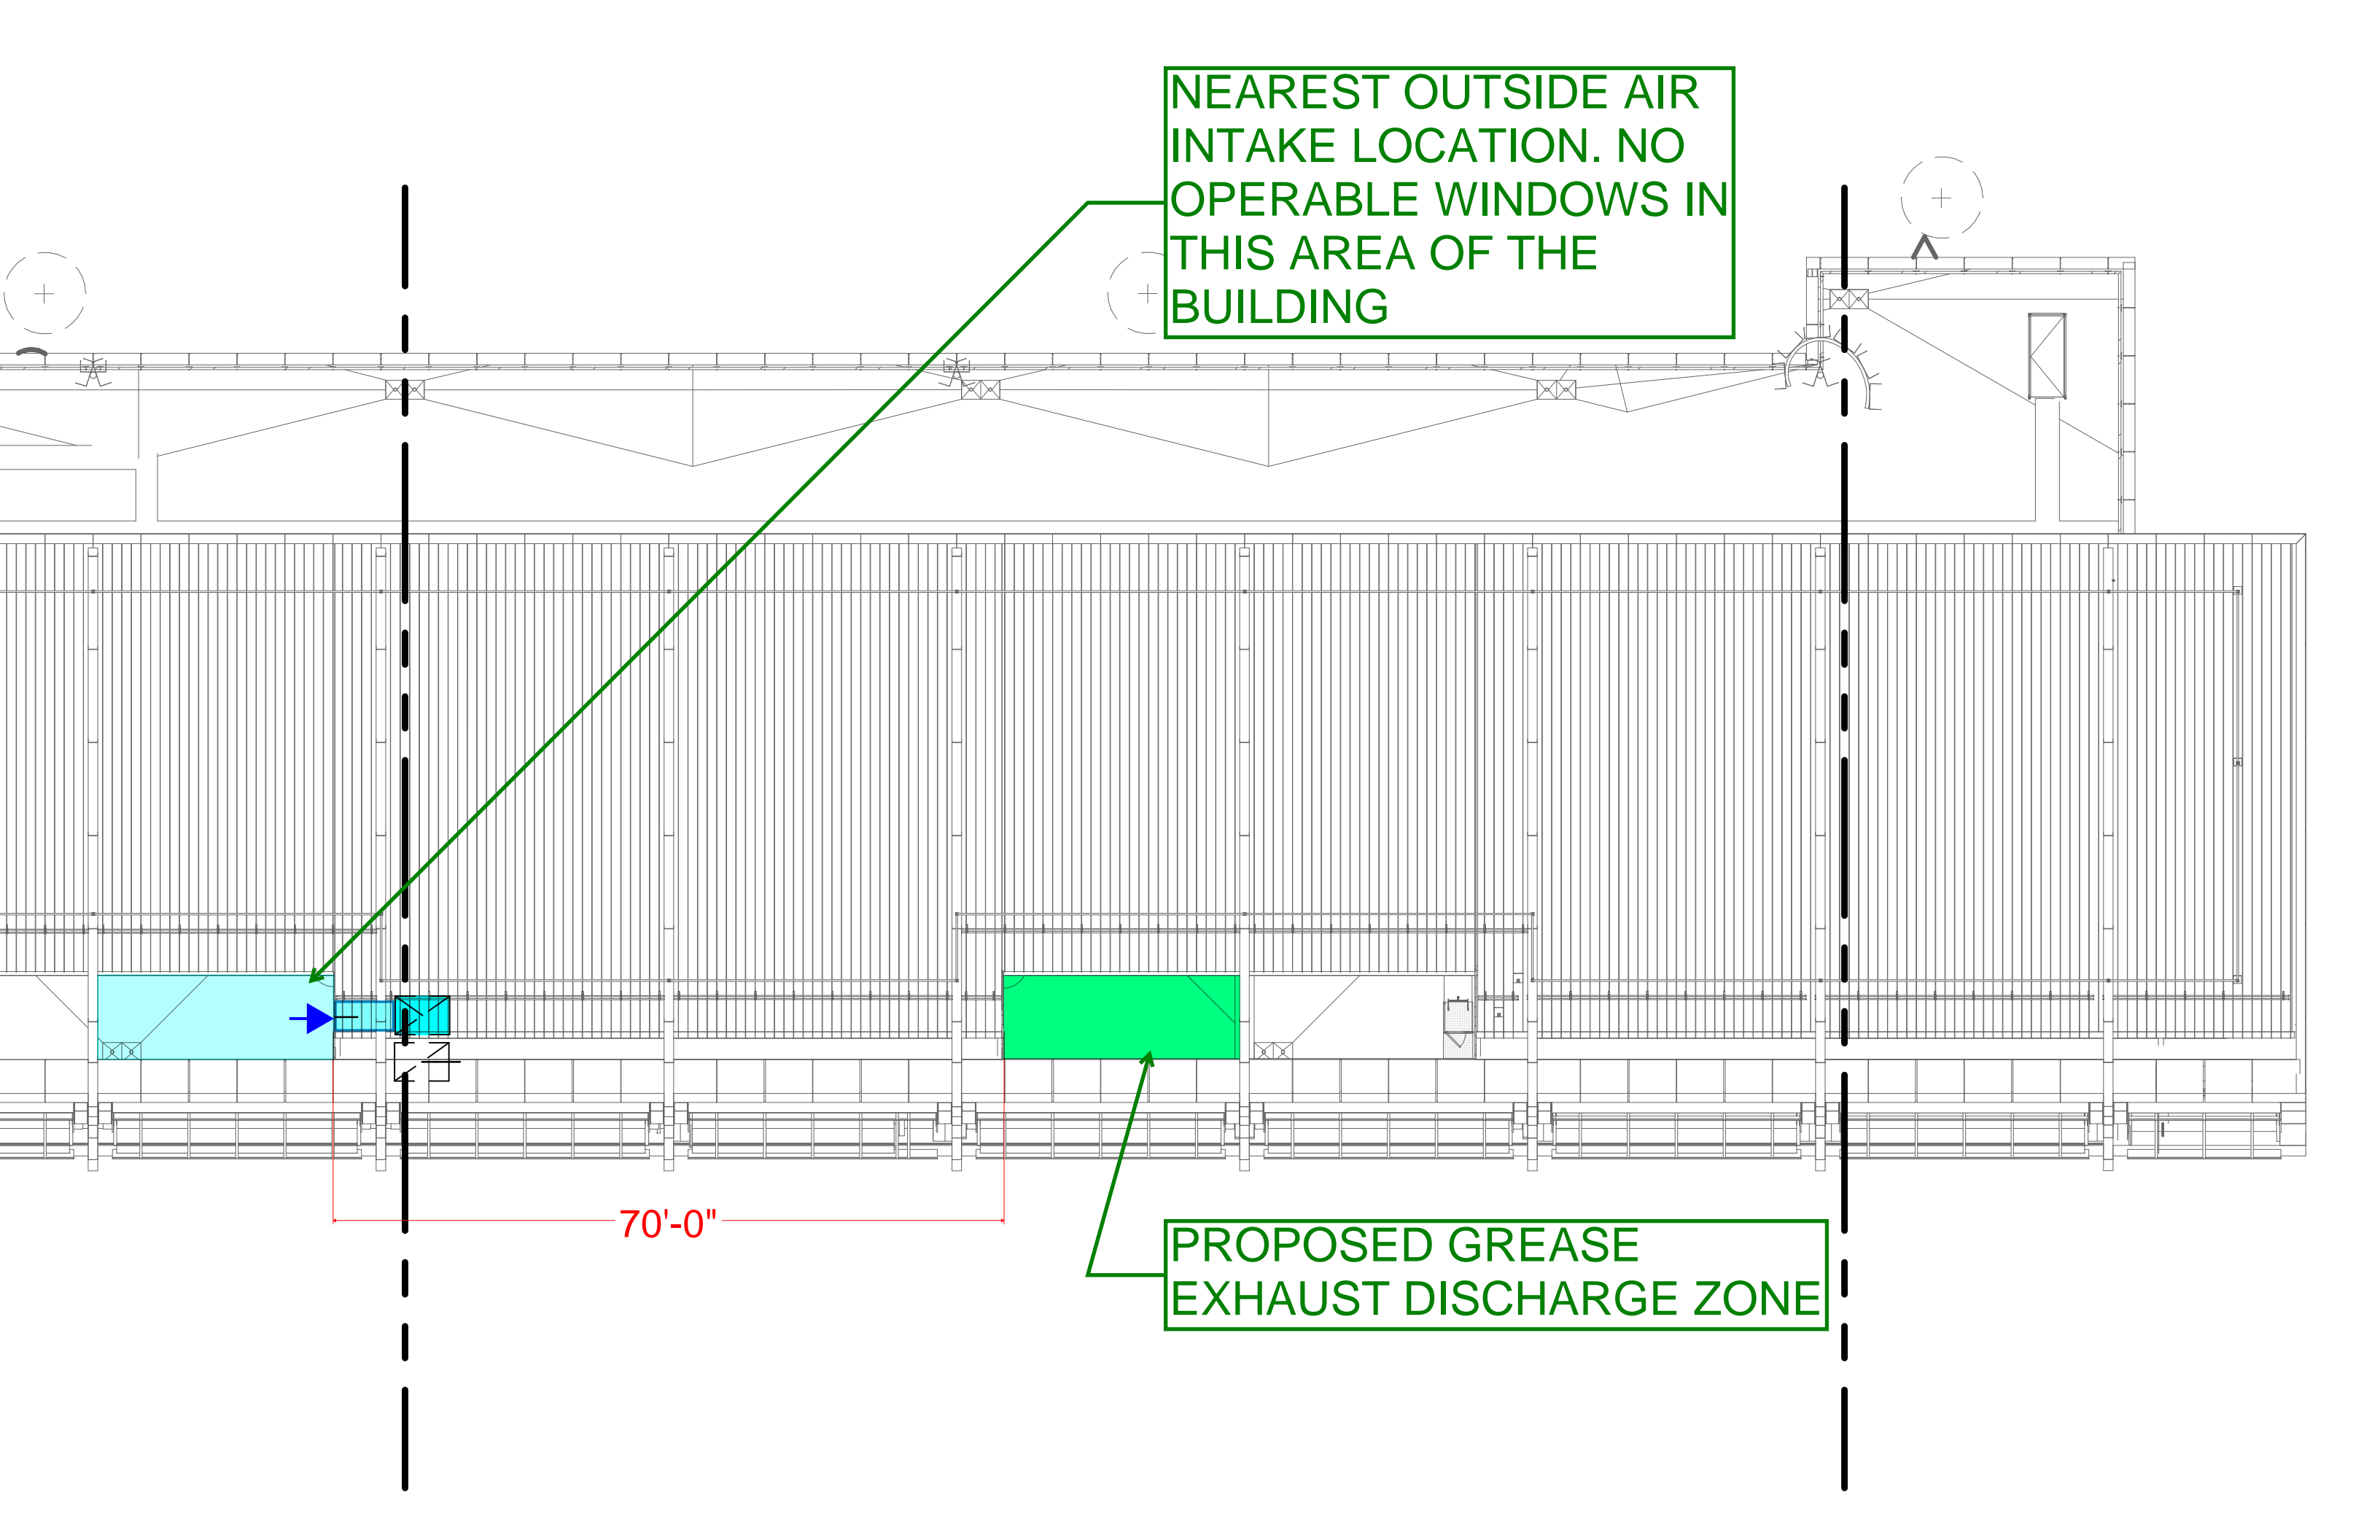 NEAREST OUTSIDE AIR
INTAKE LOCATION. NO
OPERABLE WINDOWS IN
THIS AREA OF THE
BUILDING
70'-0"
PROPOSED GREASE
EXHAUST DISCHARGE ZONE